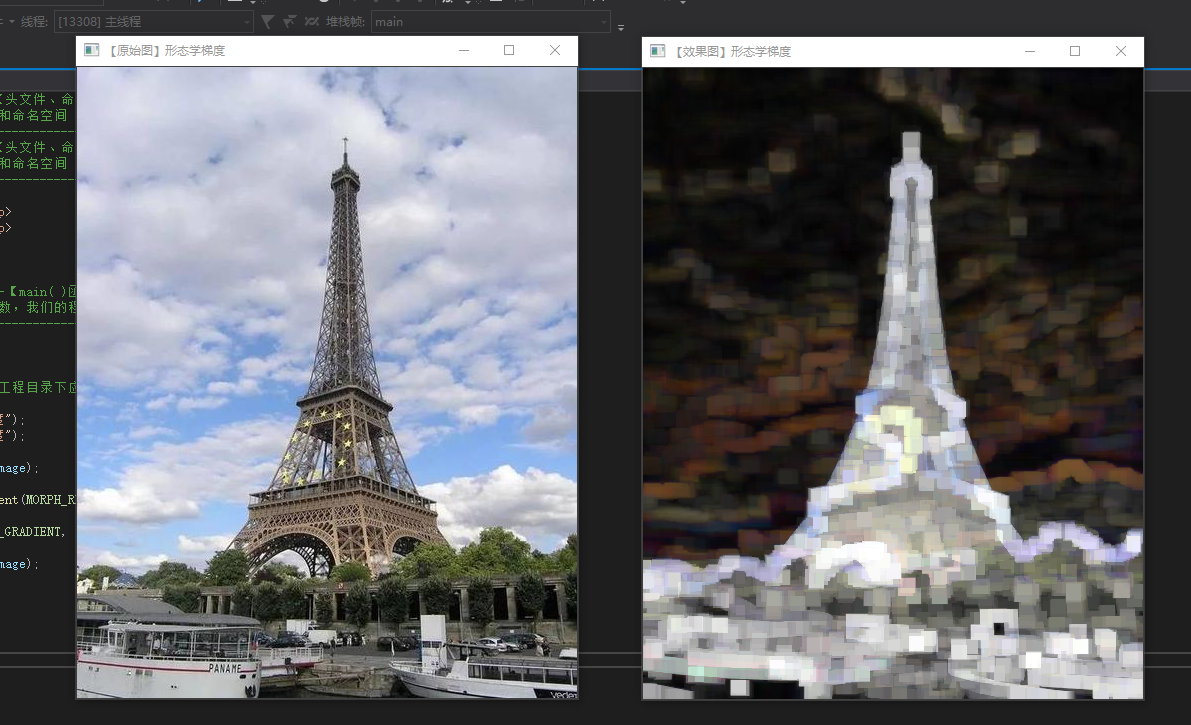 线程: [13308] 主线程 堆栈帧: main
【原始图】形态学梯度
【效果图】形态学梯度
【头文件、命
和命名空间
【头文件、命
和命名空间
p>
p>
-【main( )函
数，我们的程
工程目录下应
度");
度");
mage);
ent(MORPH_R
_GRADIENT,
mage);
PANAME
vedet